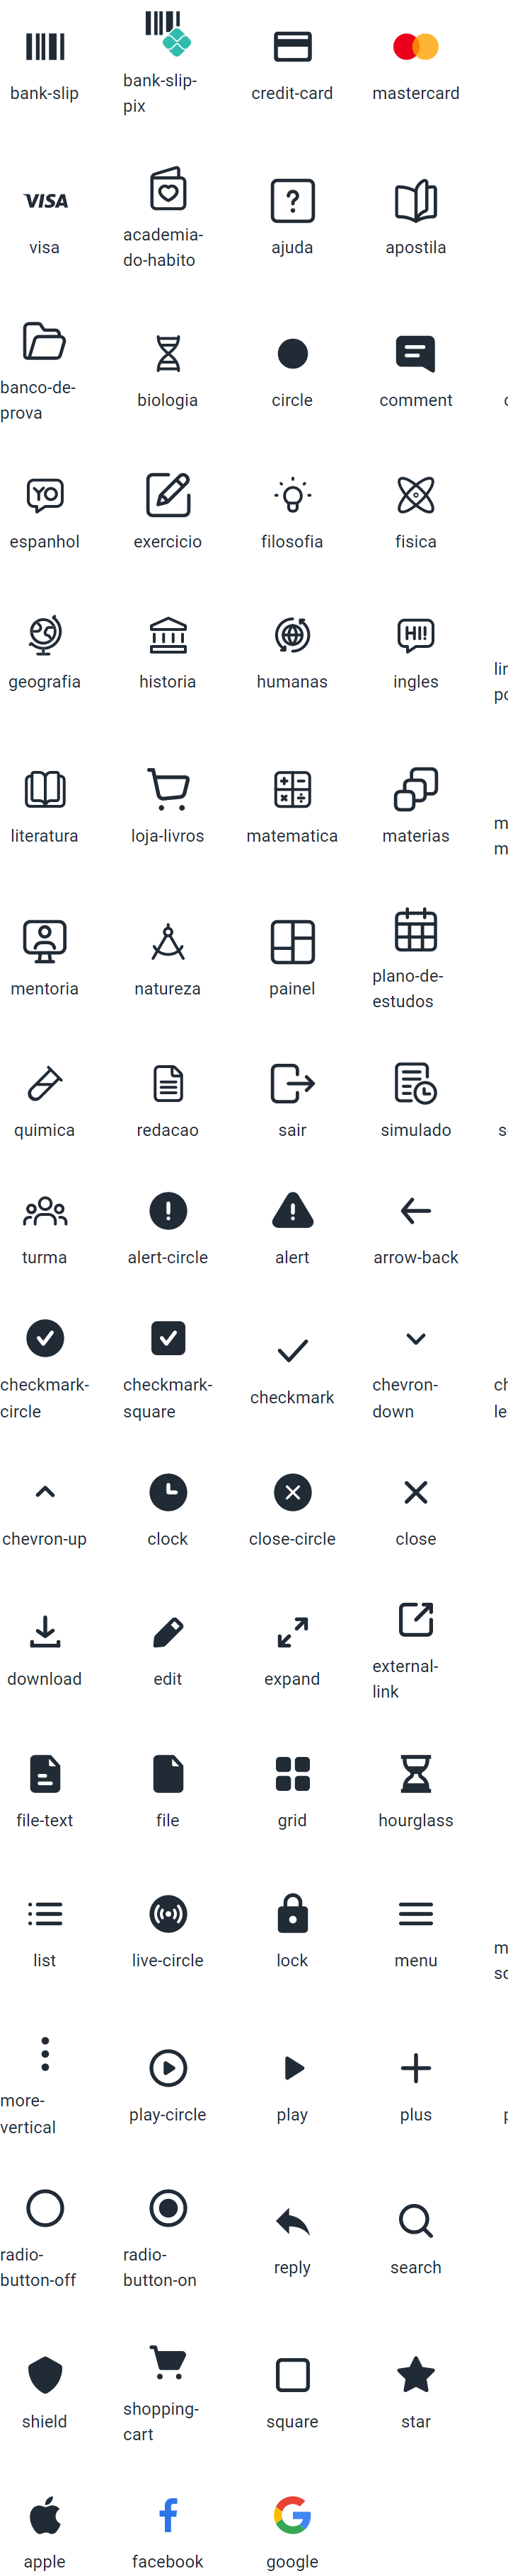 bank-slip
bank-slip-
pix
credit-card
mastercard
VISA
visa
academia-
do-habito
?
ajuda
apostila
banco-de-
prova
biologia
circle
comment
YO
espanhol
exercicio
filosofia
fisica
geografia
historia
humanas
HI!
ingles
literatura
loja-livros
matematica
materias
mentoria
natureza
painel
plano-de-
estudos
quimica
redacao
sair
simulado
turma
alert-circle
alert
arrow-back
checkmark-
circle
checkmark-
square
checkmark
chevron-
down
chevron-up
clock
close-circle
close
download
edit
expand
external-
link
file-text
file
grid
hourglass
list
live-circle
lock
menu
more-
vertical
play-circle
play
plus
radio-
button-off
radio-
button-on
reply
search
shield
shopping-
cart
square
star
apple
facebook
google